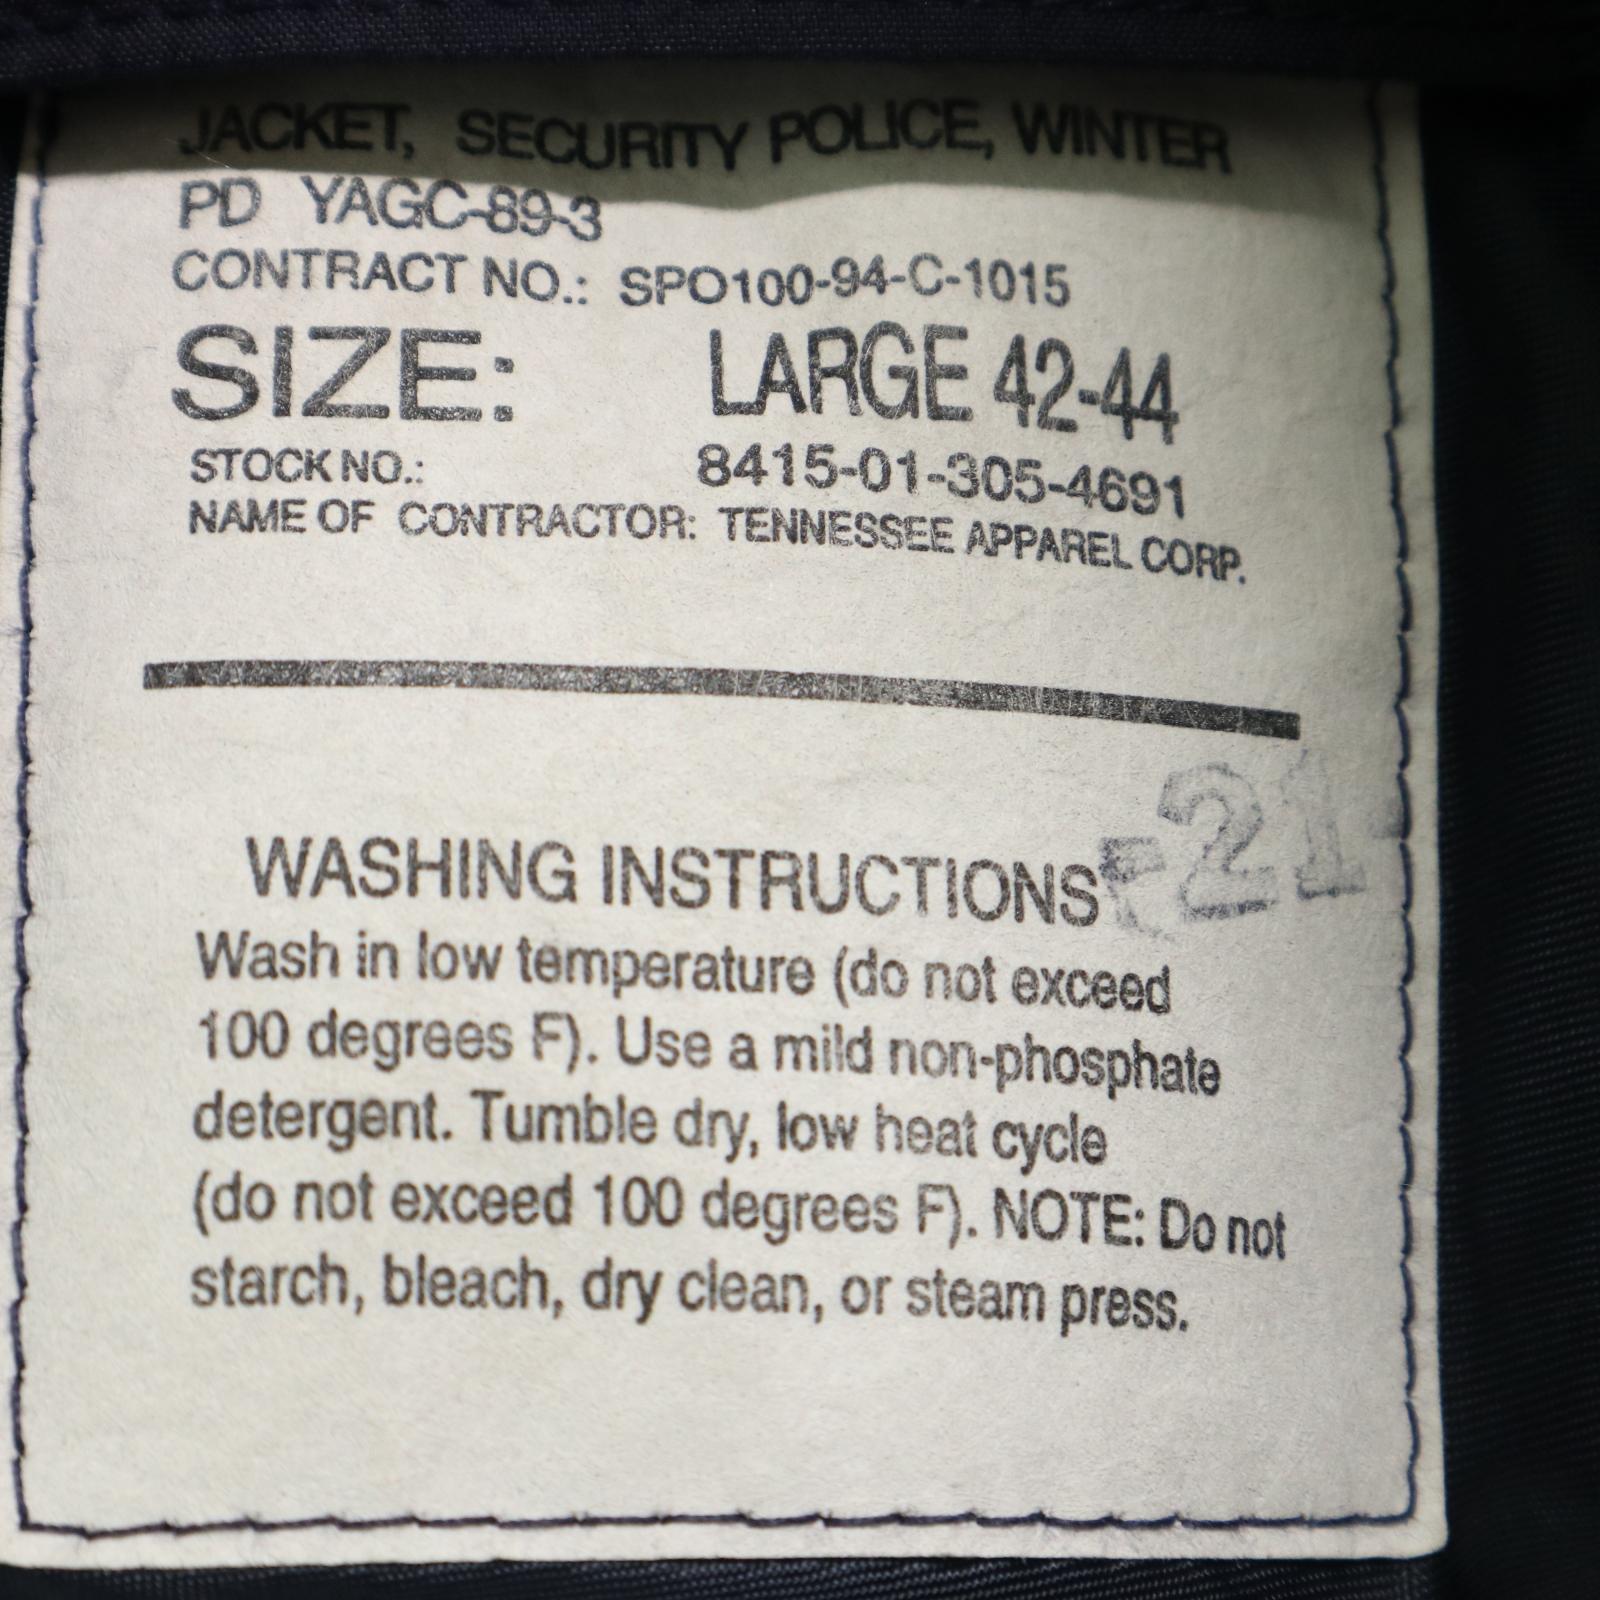 JACKET, SECURITY POLICE, WINTER
PD YAGC-89-3
CONTRACT NO.: SPO100-94-C-1015
SIZE: LARGE 42-44
STOCK NO.: 8415-01-305-4691
NAME OF CONTRACTOR: TENNESSEE APPAREL CORP.
21
WASHING INSTRUCTIONS
Wash in low temperature (do not exceed
100 degrees F). Use a mild non-phosphate
detergent. Tumble dry, low heat cycle
(do not exceed 100 degrees F). NOTE: Do not
starch, bleach, dry clean, or steam press.